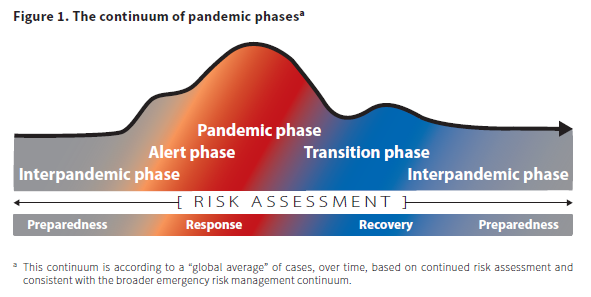 Figure 1. The continuum of pandemic phasesᵃ
Pandemic phase
Alert phase
Transition phase
Interpandemic phase
Interpandemic phase
[ RISK ASSESSMENT ]
Preparedness
Response
Recovery
Preparedness
ᵃ This continuum is according to a “global average” of cases, over time, based on continued risk assessment and
consistent with the broader emergency risk management continuum.